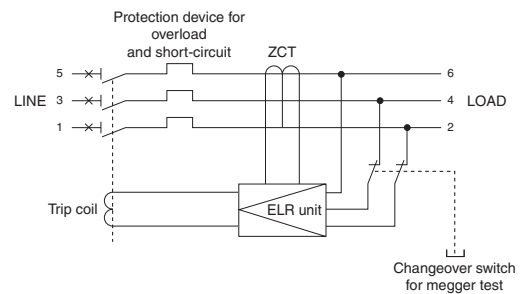 Protection device for
overload
and short-circuit
ZCT
5
6
LINE
3
4
LOAD
1
2
Trip coil
ELR unit
Changeover switch
for megger test